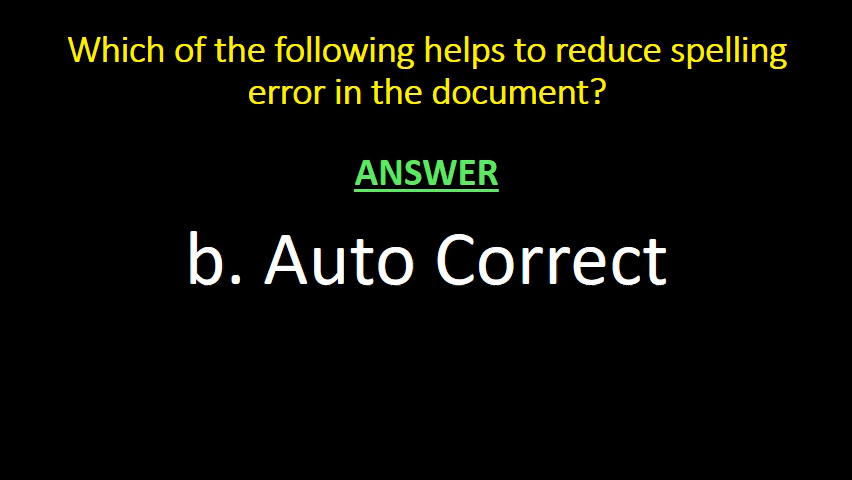 Which of the following helps to reduce spelling
error in the document?
ANSWER
b. Auto Correct